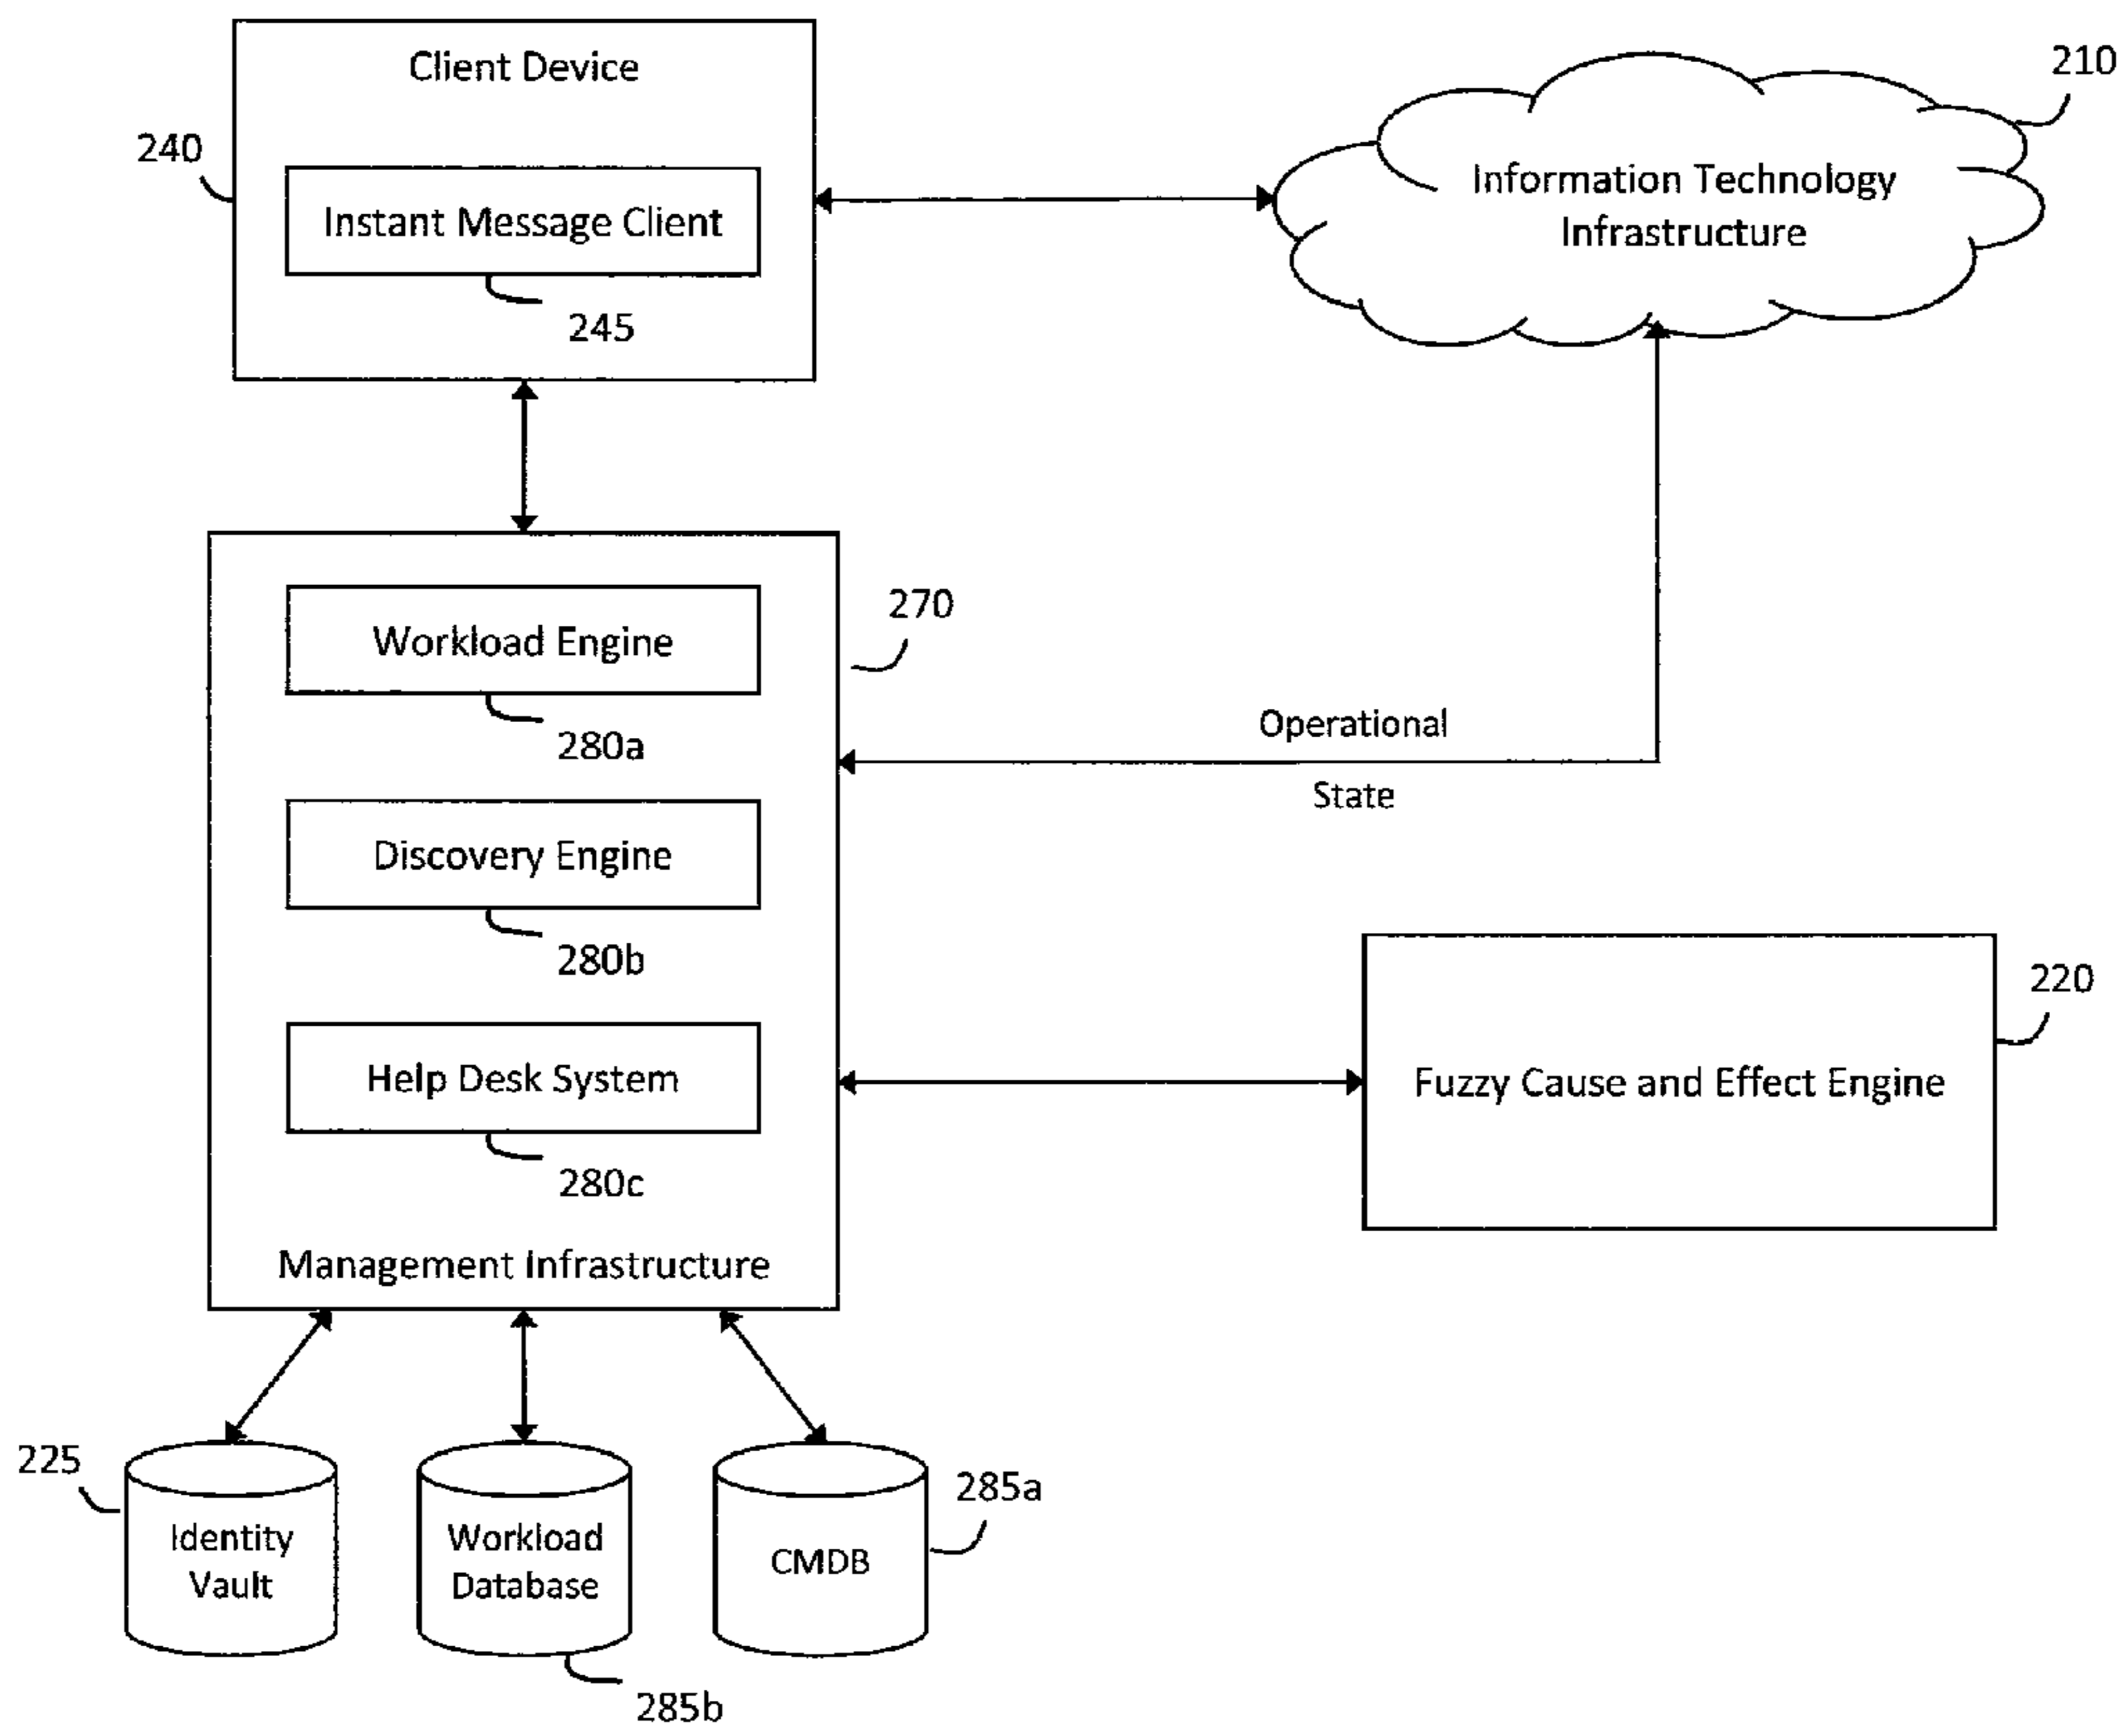 Client Device
240
Instant Message Client
245
210
Information Technology
Infrastructure
Workload Engine
280a
270
Operational
State
Discovery Engine
280b
Help Desk System
280c
Management Infrastructure
220
Fuzzy Cause and Effect Engine
225
Identity
Vault
Workload
Database
285b
CMDB
285a